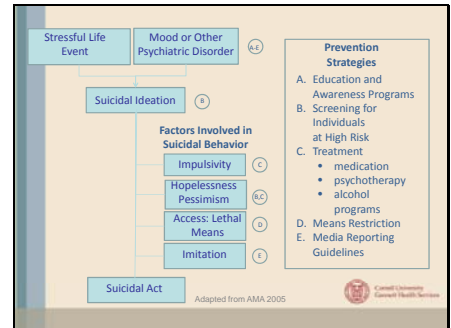 Stressful Life
Event
Mood or Other
Psychiatric Disorder
A-E
Suicidal Ideation
B
Factors Involved in
Suicidal Behavior
Impulsivity
C
Hopelessness
Pessimism
B,C
Access: Lethal
Means
D
Imitation
E
Suicidal Act
Adapted from AMA 2005
Prevention
Strategies
A. Education and
Awareness Programs
B. Screening for
Individuals
at High Risk
C. Treatment
• medication
• psychotherapy
• alcohol
programs
D. Means Restriction
E. Media Reporting
Guidelines
Cornell University
Gannett Health Services